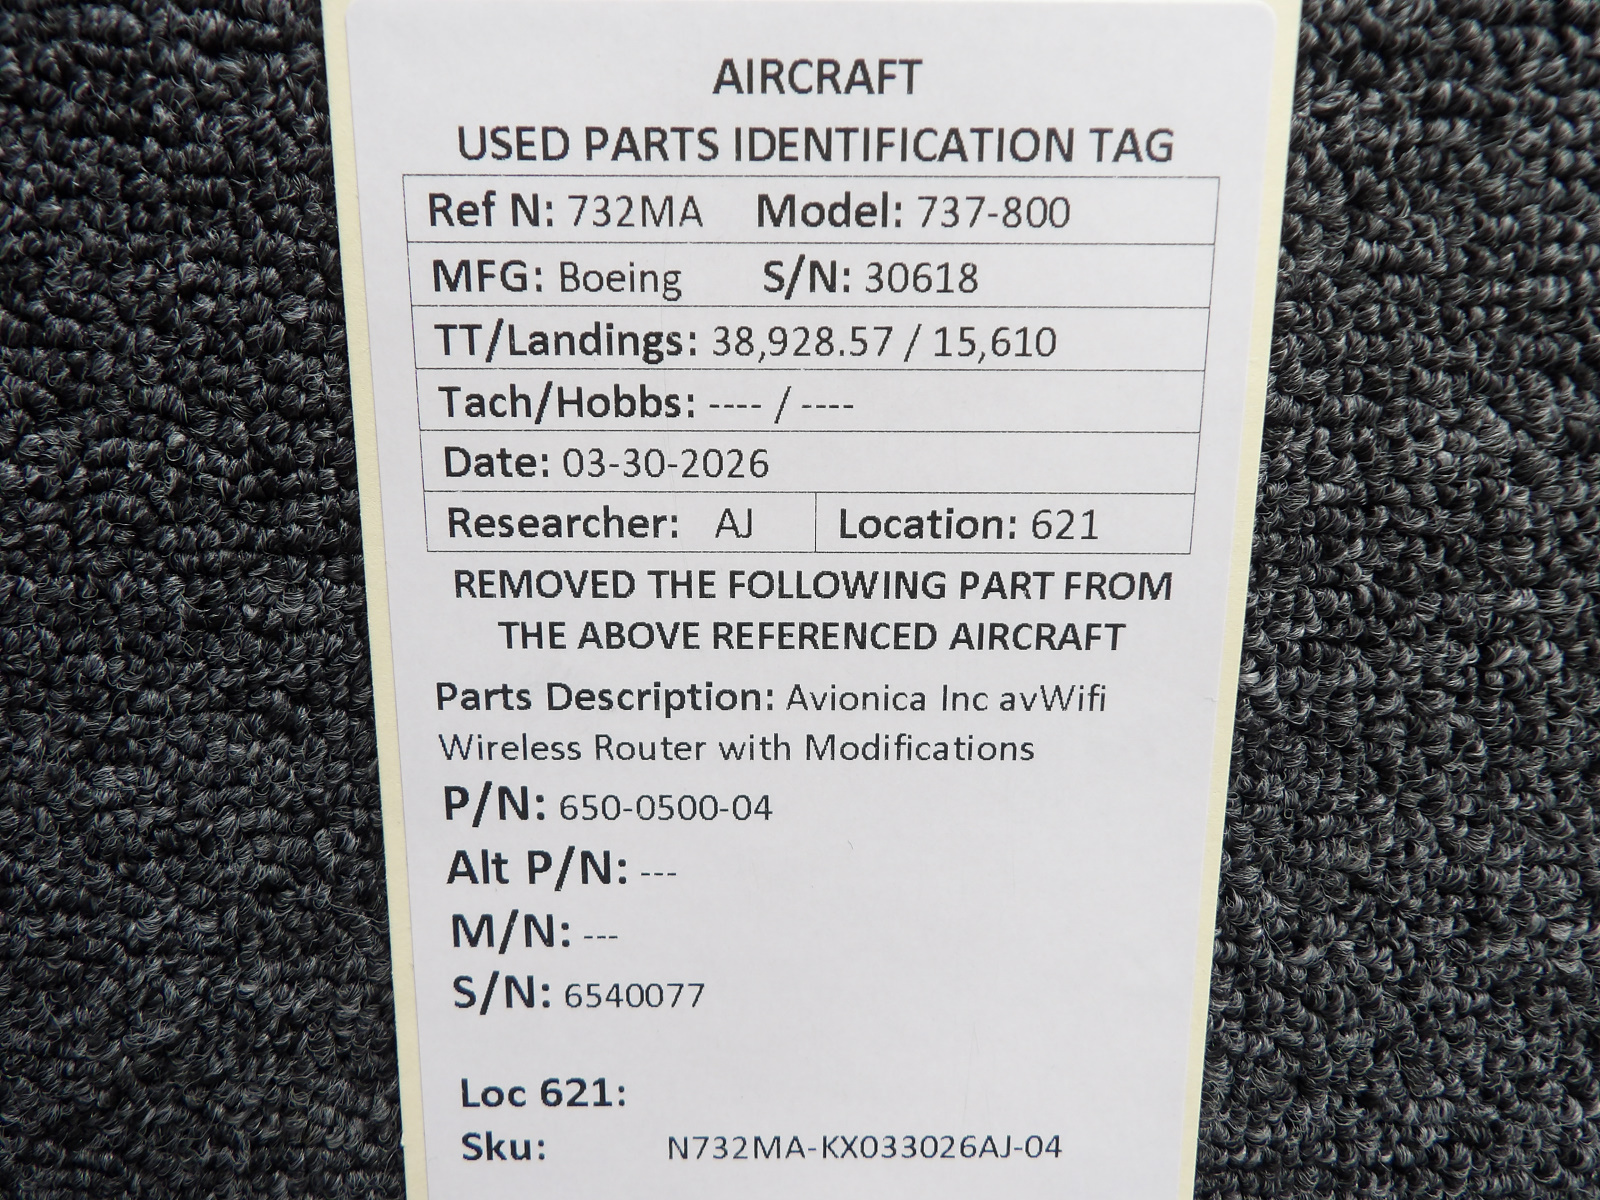 AIRCRAFT
USED PARTS IDENTIFICATION TAG
Ref N: 732MA Model: 737-800
MFG: Boeing S/N: 30618
TT/Landings: 38,928.57 / 15,610
Tach/Hobbs: ---- / ----
Date: 03-30-2026
Researcher: AJ Location: 621
REMOVED THE FOLLOWING PART FROM
THE ABOVE REFERENCED AIRCRAFT
Parts Description: Avionica Inc avWifi
Wireless Router with Modifications
P/N: 650-0500-04
Alt P/N: ---
M/N: ---
S/N: 6540077
Loc 621:
Sku: N732MA-KX033026AJ-04